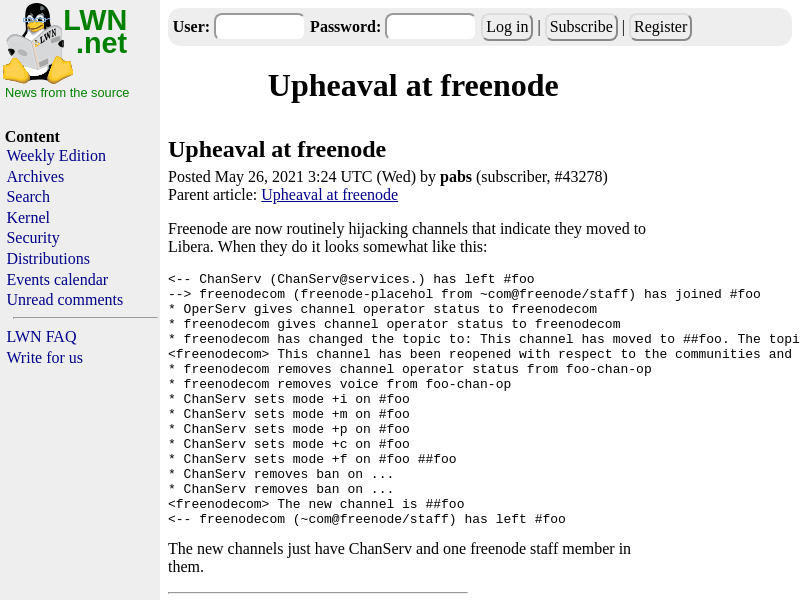 LWN
.net
News from the source
Content
Weekly Edition
Archives
Search
Kernel
Security
Distributions
Events calendar
Unread comments
LWN FAQ
Write for us
User: Password: Log in | Subscribe | Register
Upheaval at freenode
Upheaval at freenode
Posted May 26, 2021 3:24 UTC (Wed) by pabs (subscriber, #43278)
Parent article: Upheaval at freenode
Freenode are now routinely hijacking channels that indicate they moved to
Libera. When they do it looks somewhat like this:
<-- ChanServ (ChanServ@services.) has left #foo
--> freenodecom (freenode-placehol from ~com@freenode/staff) has joined #foo
* OperServ gives channel operator status to freenodecom
* freenodecom gives channel operator status to freenodecom
* freenodecom has changed the topic to: This channel has moved to ##foo. The topi
<freenodecom> This channel has been reopened with respect to the communities and
* freenodecom removes channel operator status from foo-chan-op
* freenodecom removes voice from foo-chan-op
* ChanServ sets mode +i on #foo
* ChanServ sets mode +m on #foo
* ChanServ sets mode +p on #foo
* ChanServ sets mode +c on #foo
* ChanServ sets mode +f on #foo ##foo
* ChanServ removes ban on ...
* ChanServ removes ban on ...
<freenodecom> The new channel is ##foo
<-- freenodecom (~com@freenode/staff) has left #foo
The new channels just have ChanServ and one freenode staff member in
them.